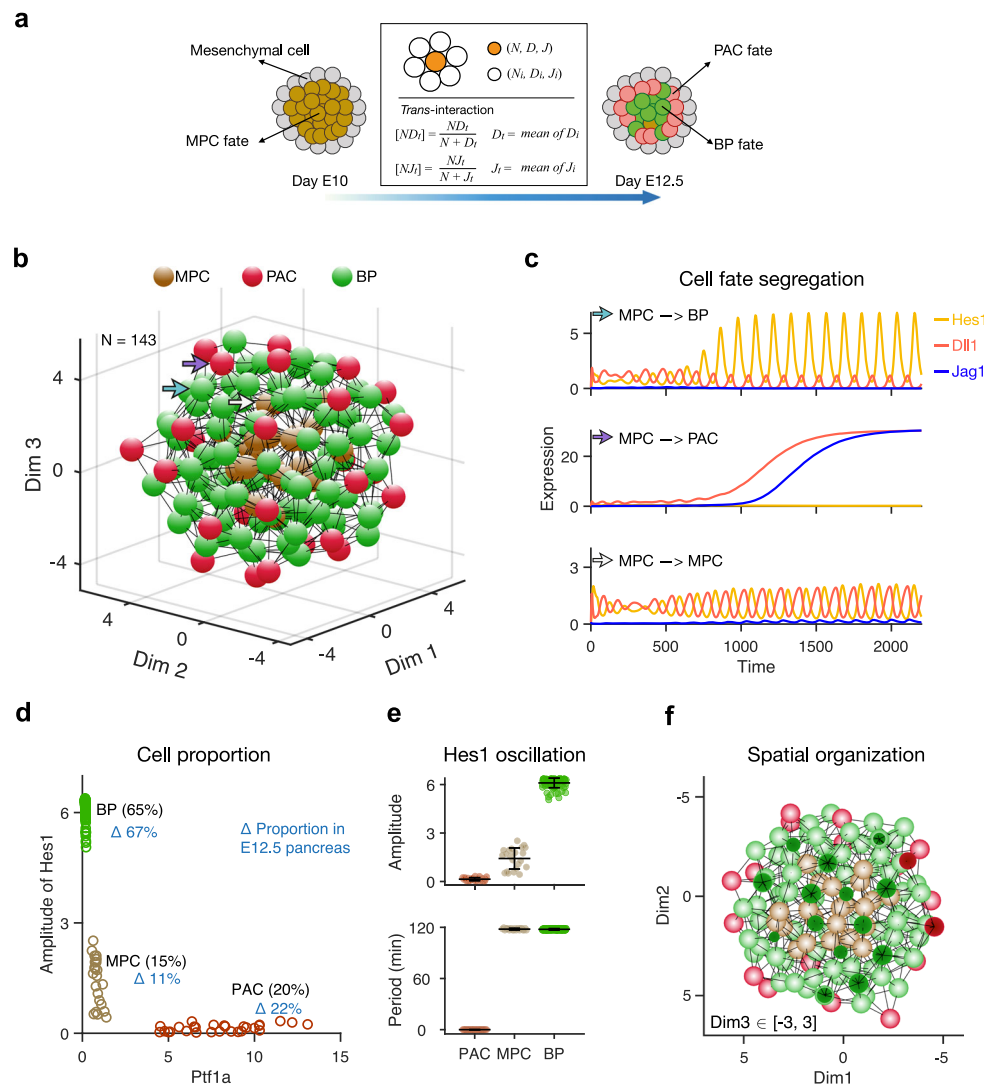 a
Mesenchymal cell
MPC fate
Day E10
(N, D, J)
(Ni, Di, Ji)
Trans-interaction
[NDt] = NDt / N + Dt   Dt = mean of Di
[NJt] = NJt / N + Jt   Jt = mean of Ji
PAC fate
BP fate
Day E12.5
b
MPC PAC BP
N = 143
Dim 3
4
0
-4
Dim 2
4
0
-4
Dim 1
-4
0
4
c
Cell fate segregation
MPC —> BP
Hes1
Dll1
Jag1
5
0
MPC —> PAC
Expression
20
0
MPC —> MPC
3
0
0 500 1000 1500 2000
Time
d
Cell proportion
Amplitude of Hes1
6
3
0
BP (65%)
Δ 67%
Δ Proportion in
E12.5 pancreas
MPC (15%)
Δ 11%
PAC (20%)
Δ 22%
0 5 10 15
Ptf1a
e
Hes1 oscillation
Amplitude
6
3
0
Period (min)
120
60
0
PAC MPC BP
f
Spatial organization
Dim2
-5
0
5
Dim3 ∈ [-3, 3]
5 0 -5
Dim1